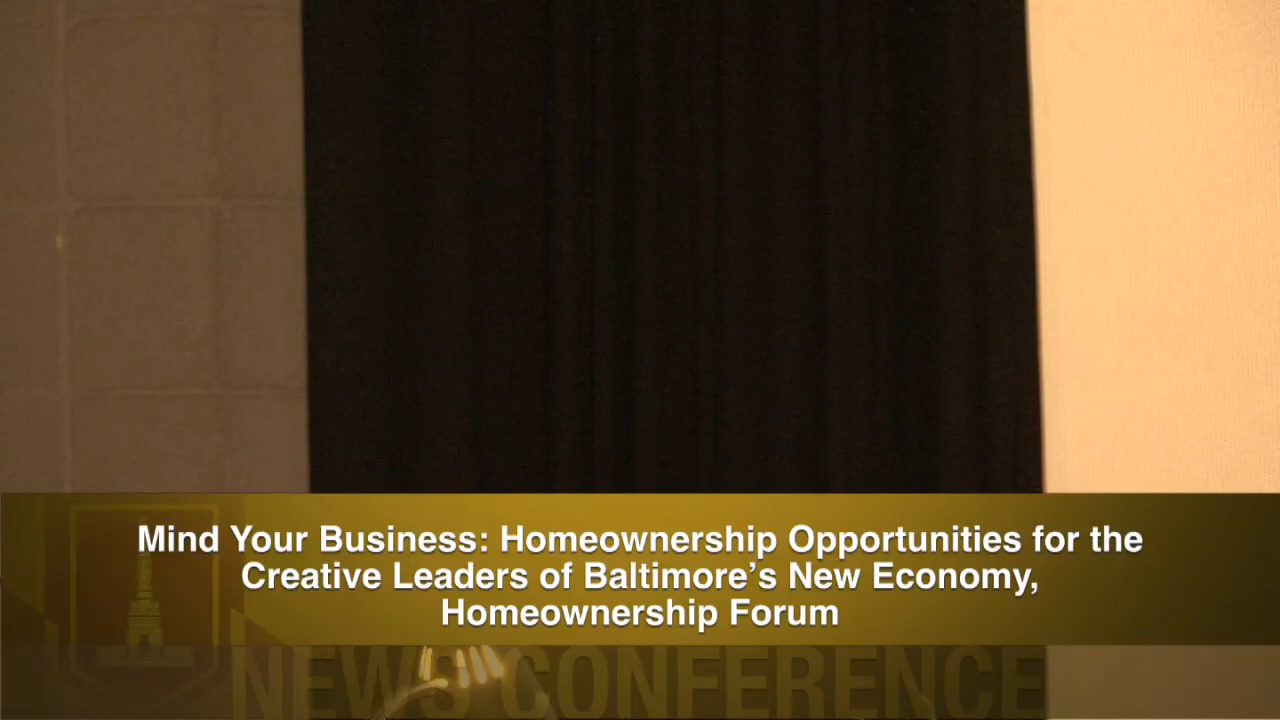 Mind Your Business: Homeownership Opportunities for the
Creative Leaders of Baltimore’s New Economy,
Homeownership Forum
NEWS CONFERENCE